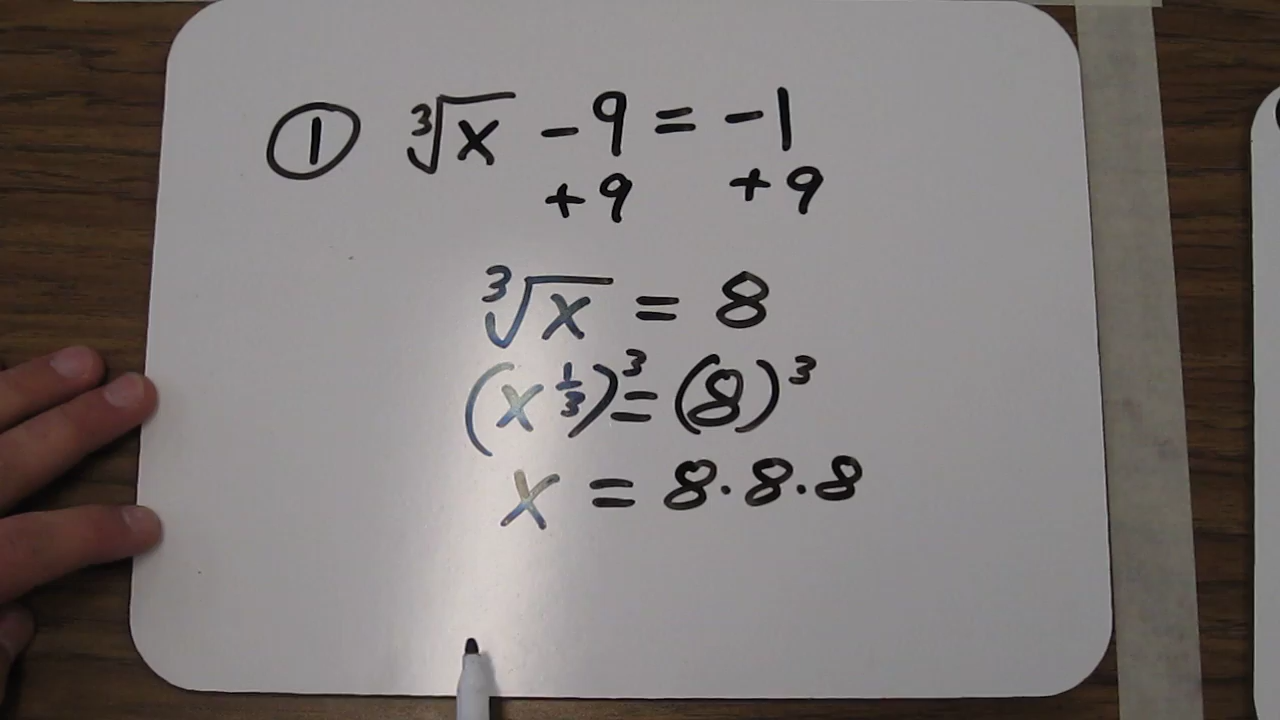 ① ∛x - 9 = -1
+9 +9
∛x = 8
(x^(1/3))^3 = (8)^3
x = 8·8·8